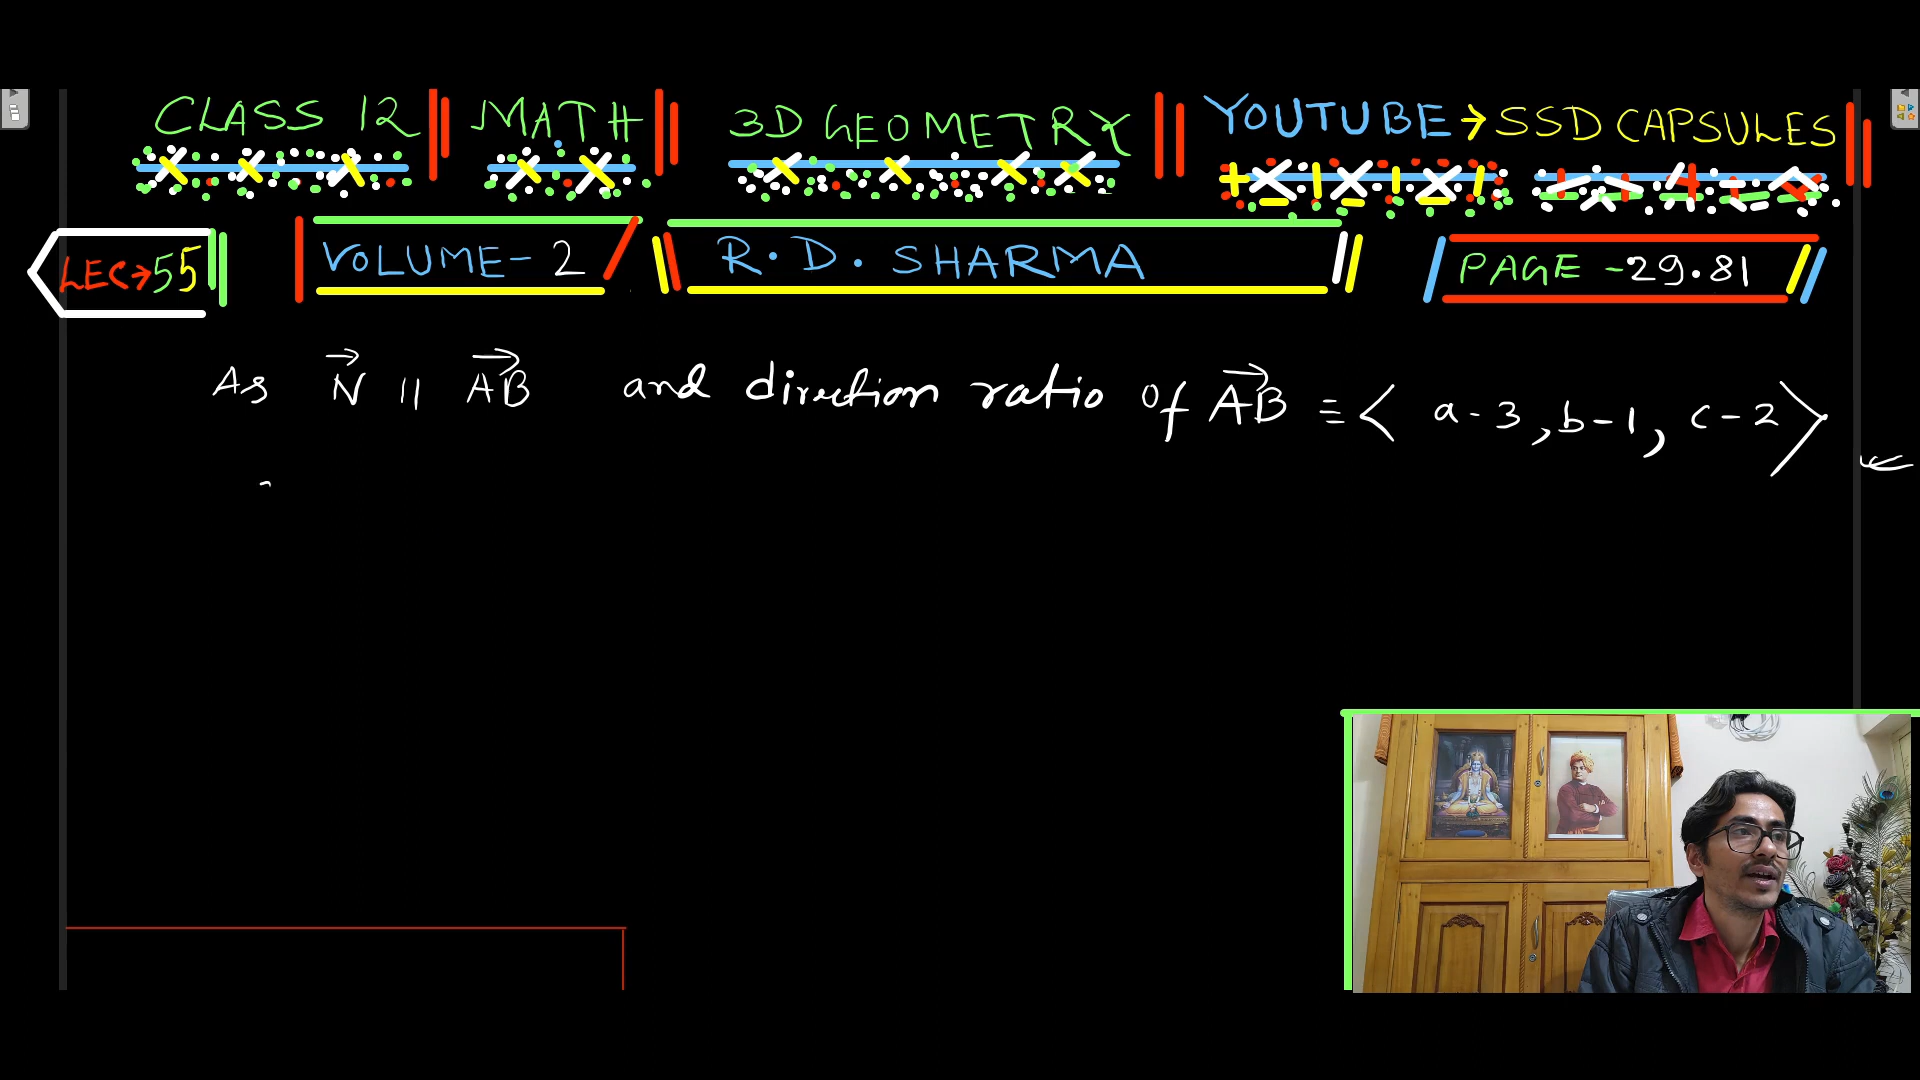 CLASS 12 || MATH || 3D GEOMETRY || YOUTUBE → SSD CAPSULES ||
LEC→55 VOLUME-2 R.D. SHARMA PAGE -29.81
As N⃗ || AB⃗ and direction ratio of AB⃗ ≡ < a-3, b-1, c-2 >